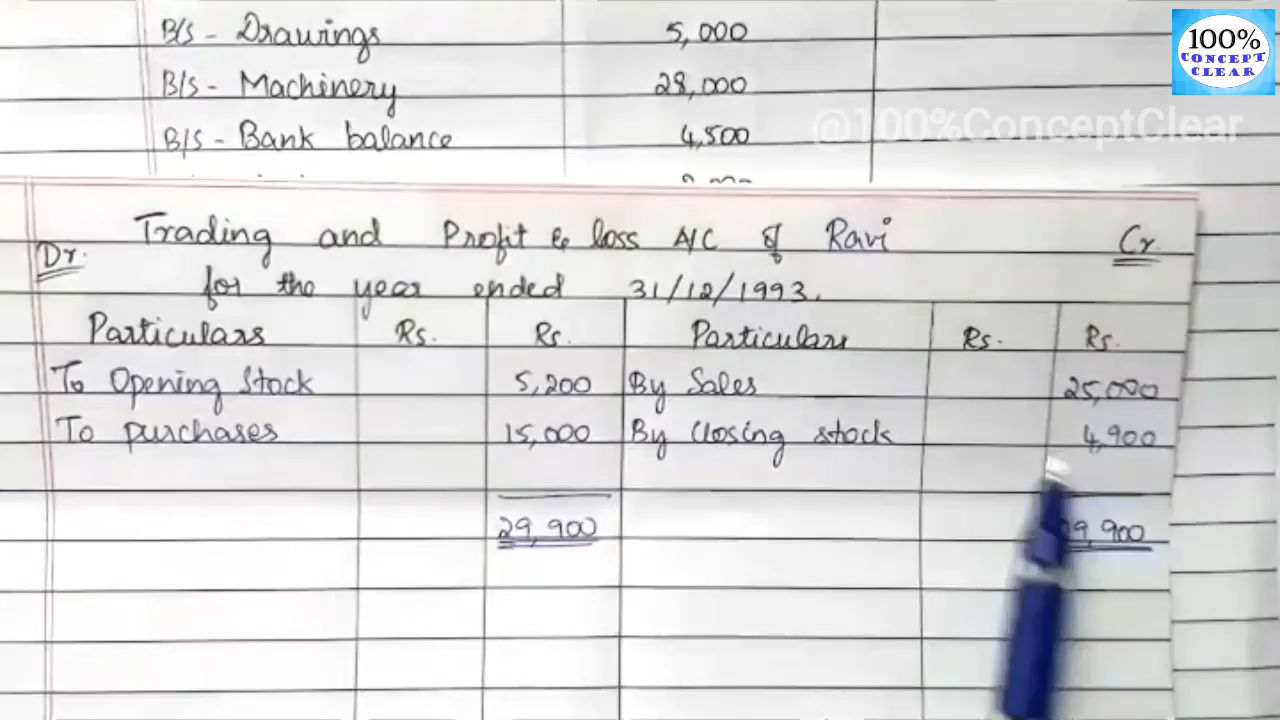 B/S - Drawings 5,000
100%
CONCEPT
CLEAR
B/S - Machinery 28,000
@100%ConceptClear
B/S - Bank balance 4,500
Trading and Profit & loss A/C of Ravi
Dr. Cr.
for the year ended 31/12/1993.
Particulars Rs. Rs. Particulars Rs. Rs.
To Opening Stock 5,200 By Sales 25,000
To purchases 15,000 By Closing stock 4,900
29,900 9,900